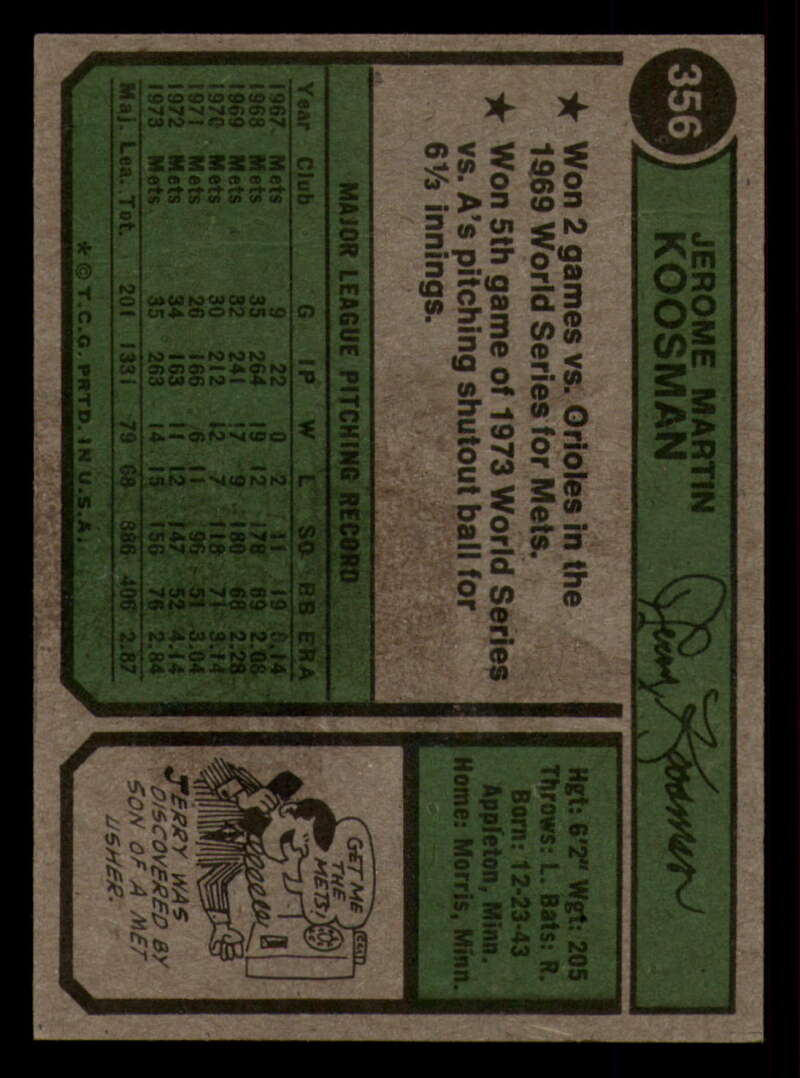 356
JEROME MARTIN
KOOSMAN
Jerry Koosman
★ Won 2 games vs. Orioles in the
1969 World Series for Mets.
★ Won 5th game of 1973 World Series
vs. A's pitching shutout ball for
6⅓ innings.
MAJOR LEAGUE PITCHING RECORD
Year Club G IP W L SO BB ERA
1967 Mets 9 22 0 2 11 19 6.14
1968 Mets 35 264 19 12 178 69 2.08
1969 Mets 32 241 17 9 180 68 2.28
1970 Mets 30 212 12 7 118 71 3.14
1971 Mets 26 166 6 11 96 51 3.04
1972 Mets 34 163 11 12 147 52 4.14
1973 Mets 35 263 14 15 156 76 2.84
Maj. Lea. Tot. 201 1331 79 68 886 406 2.87
* © T.C.G. PRTD. IN U.S.A.
Hgt: 6'2" Wgt: 205
Throws: L. Bats: R.
Born: 12-23-43
Appleton, Minn.
Home: Morris, Minn.
GET ME
THE
METS!
JERRY WAS
DISCOVERED BY
SON OF A MET
USHER.